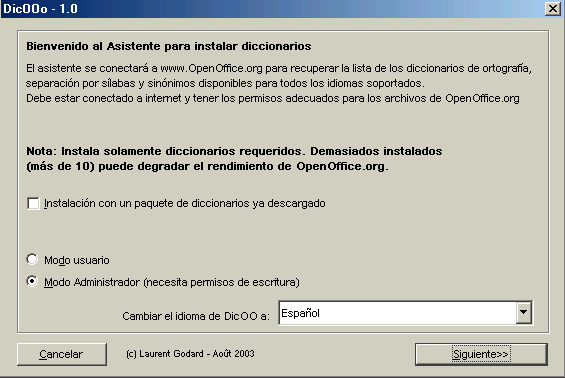 DicOOo - 1.0
Bienvenido al Asistente para instalar diccionarios
El asistente se conectará a www.OpenOffice.org para recuperar la lista de los diccionarios de ortografía,
separación por sílabas y sinónimos disponibles para todos los idiomas soportados.
Debe estar conectado a internet y tener los permisos adecuados para los archivos de OpenOffice.org
Nota: Instala solamente diccionarios requeridos. Demasiados instalados
(más de 10) puede degradar el rendimiento de OpenOffice.org.
Instalación con un paquete de diccionarios ya descargado
Modo usuario
Modo Administrador (necesita permisos de escritura)
Cambiar el idioma de DicOO a: Español
Cancelar (c) Laurent Godard - Août 2003 Siguiente>>